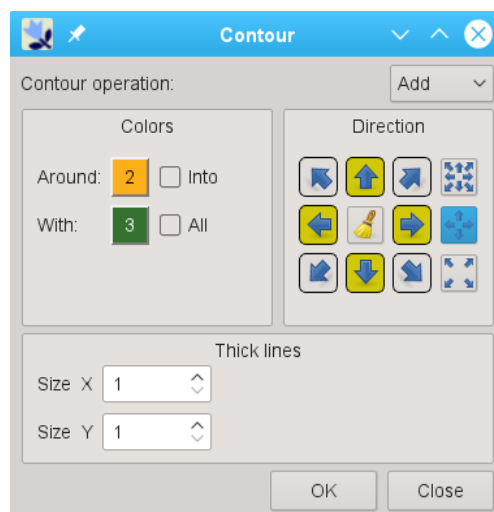 Contour
Contour operation: Add
Colors
Around: 2 Into
With: 3 All
Direction
Thick lines
Size X 1
Size Y 1
OK Close